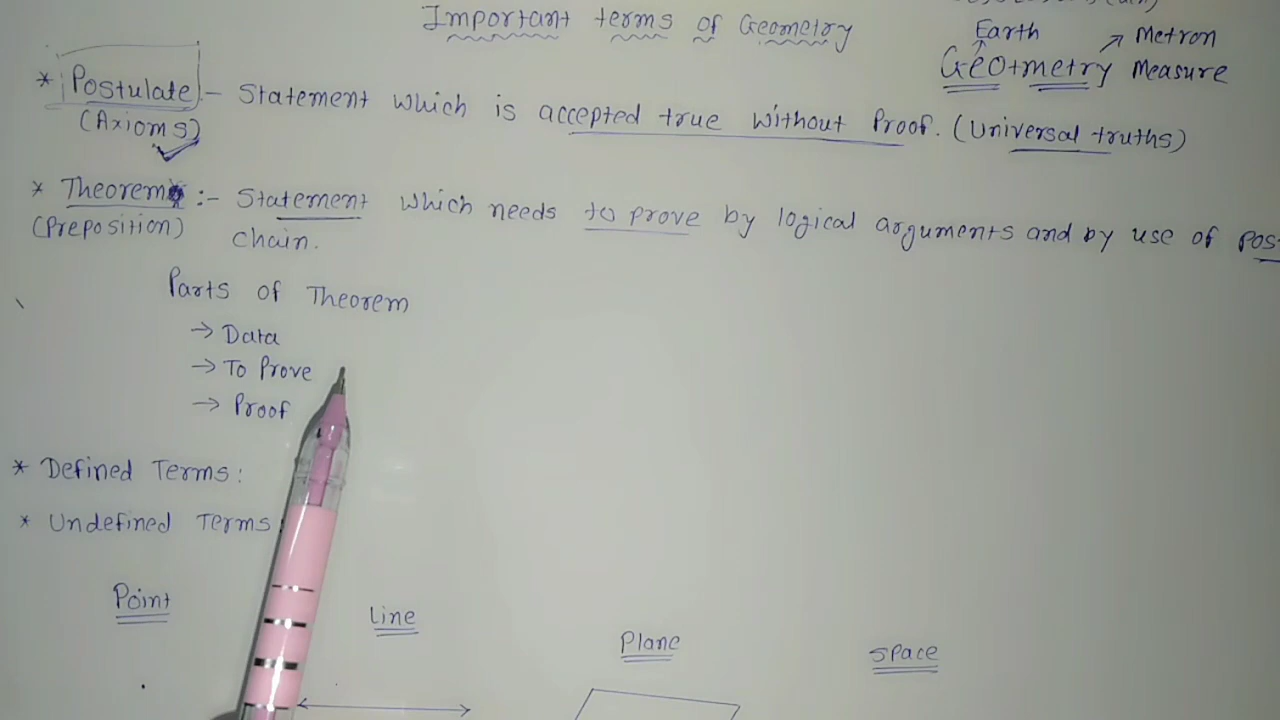 Important terms of Geometry
Earth Metron
Geo+metry Measure
* Postulate :- Statement which is accepted true without Proof. (Universal truths)
(Axioms)
* Theorem :- Statement which needs to prove by logical arguments and by use of Pos
(Preposition) chain.
Parts of Theorem
→ Data
→ To Prove
→ Proof
* Defined Terms:
* Undefined Terms
Point Line Plane Space